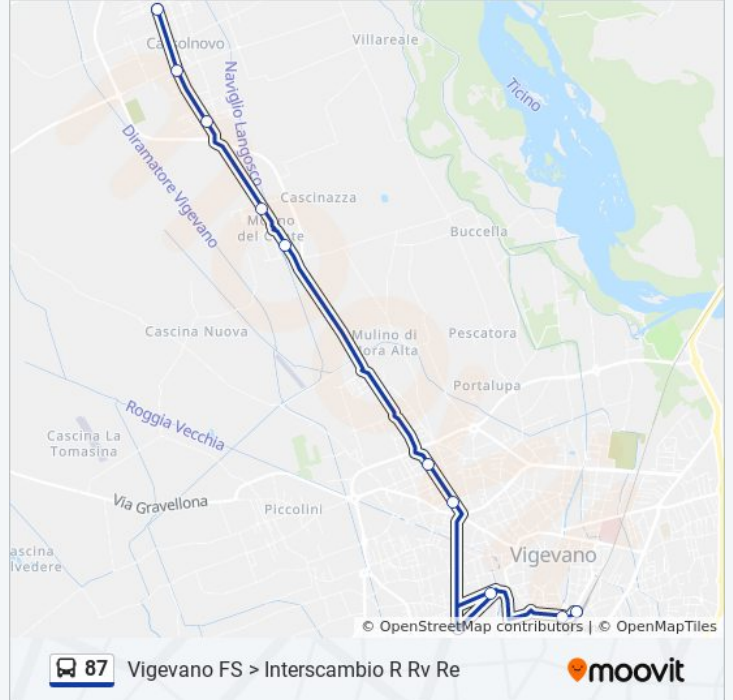 Villareale
Cassolnovo
Ticino
Naviglio Langosco
Diramatore Vigevano
Cascinazza
Mulino
del Conte
Buccella
Cascina Nuova
Mulino di
Mora Alta
Pescatora
Portalupa
Roggia Vecchia
Cascina La
Tomasina
Via Gravellona
Piccolini
ascina
lvedere
Vigevano
© OpenStreetMap contributors | © OpenMapTiles
87 Vigevano FS > Interscambio R Rv Re
moovit